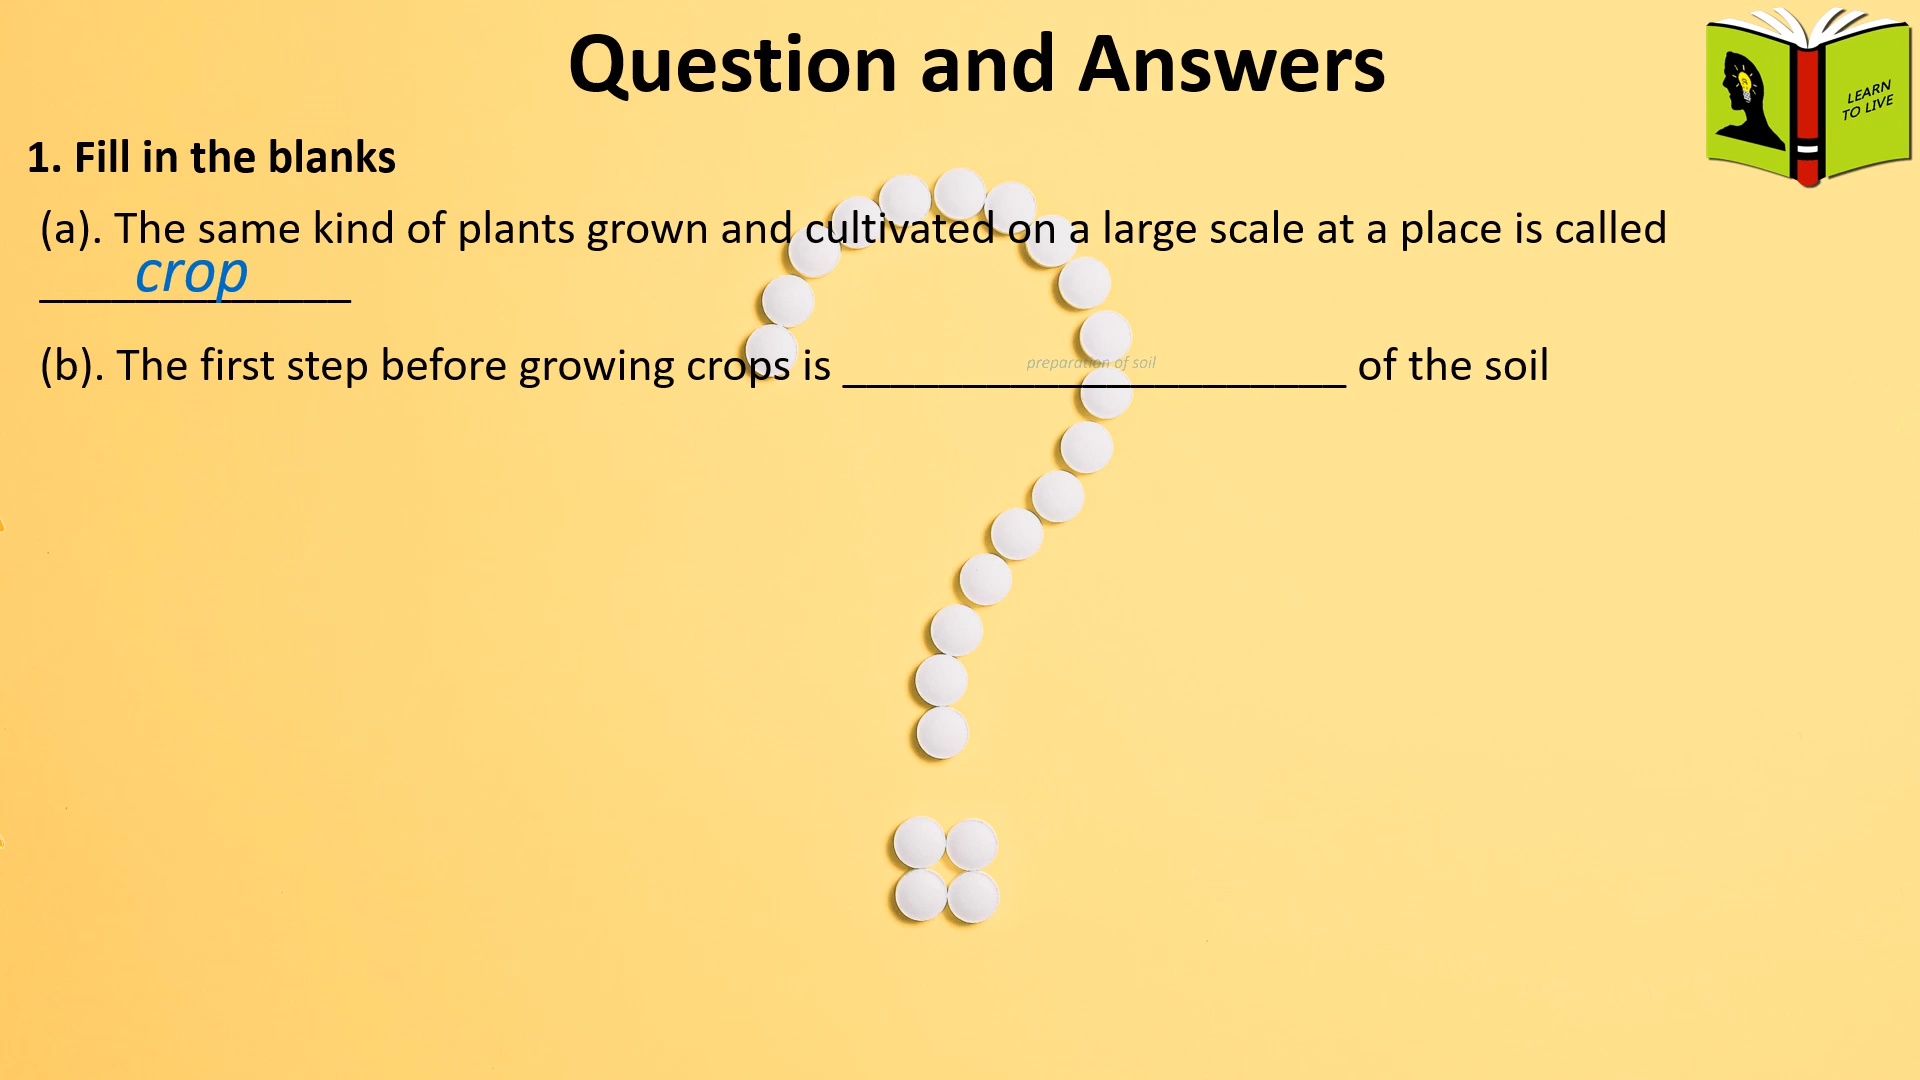 Question and Answers
LEARN
TO LIVE
1. Fill in the blanks
(a). The same kind of plants grown and cultivated on a large scale at a place is called
_____________ crop
(b). The first step before growing crops is _____________________ preparation of soil of the soil